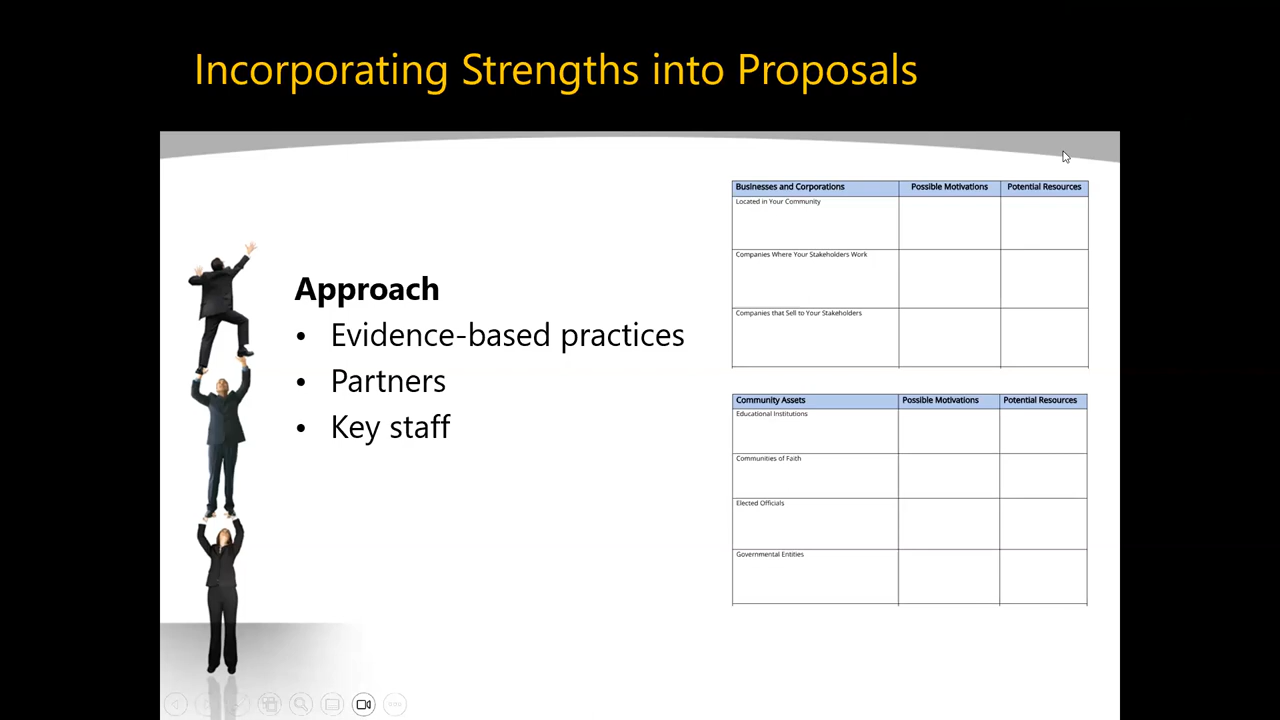 Incorporating Strengths into Proposals
Approach
• Evidence-based practices
• Partners
• Key staff
Businesses and Corporations Possible Motivations Potential Resources
Located in Your Community
Companies Where Your Stakeholders Work
Companies that Sell to Your Stakeholders
Community Assets Possible Motivations Potential Resources
Educational Institutions
Communities of Faith
Elected Officials
Governmental Entities